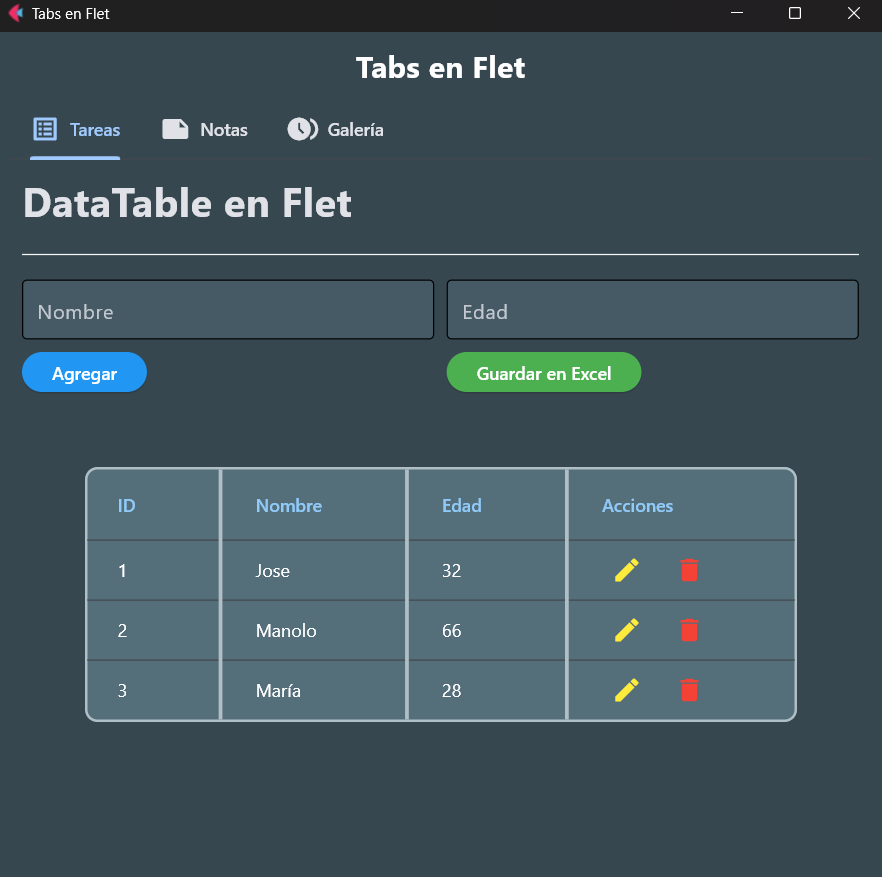 Tabs en Flet
Tabs en Flet
Tareas Notas Galería
DataTable en Flet
Nombre Edad
Agregar Guardar en Excel
ID Nombre Edad Acciones
1 Jose 32
2 Manolo 66
3 María 28